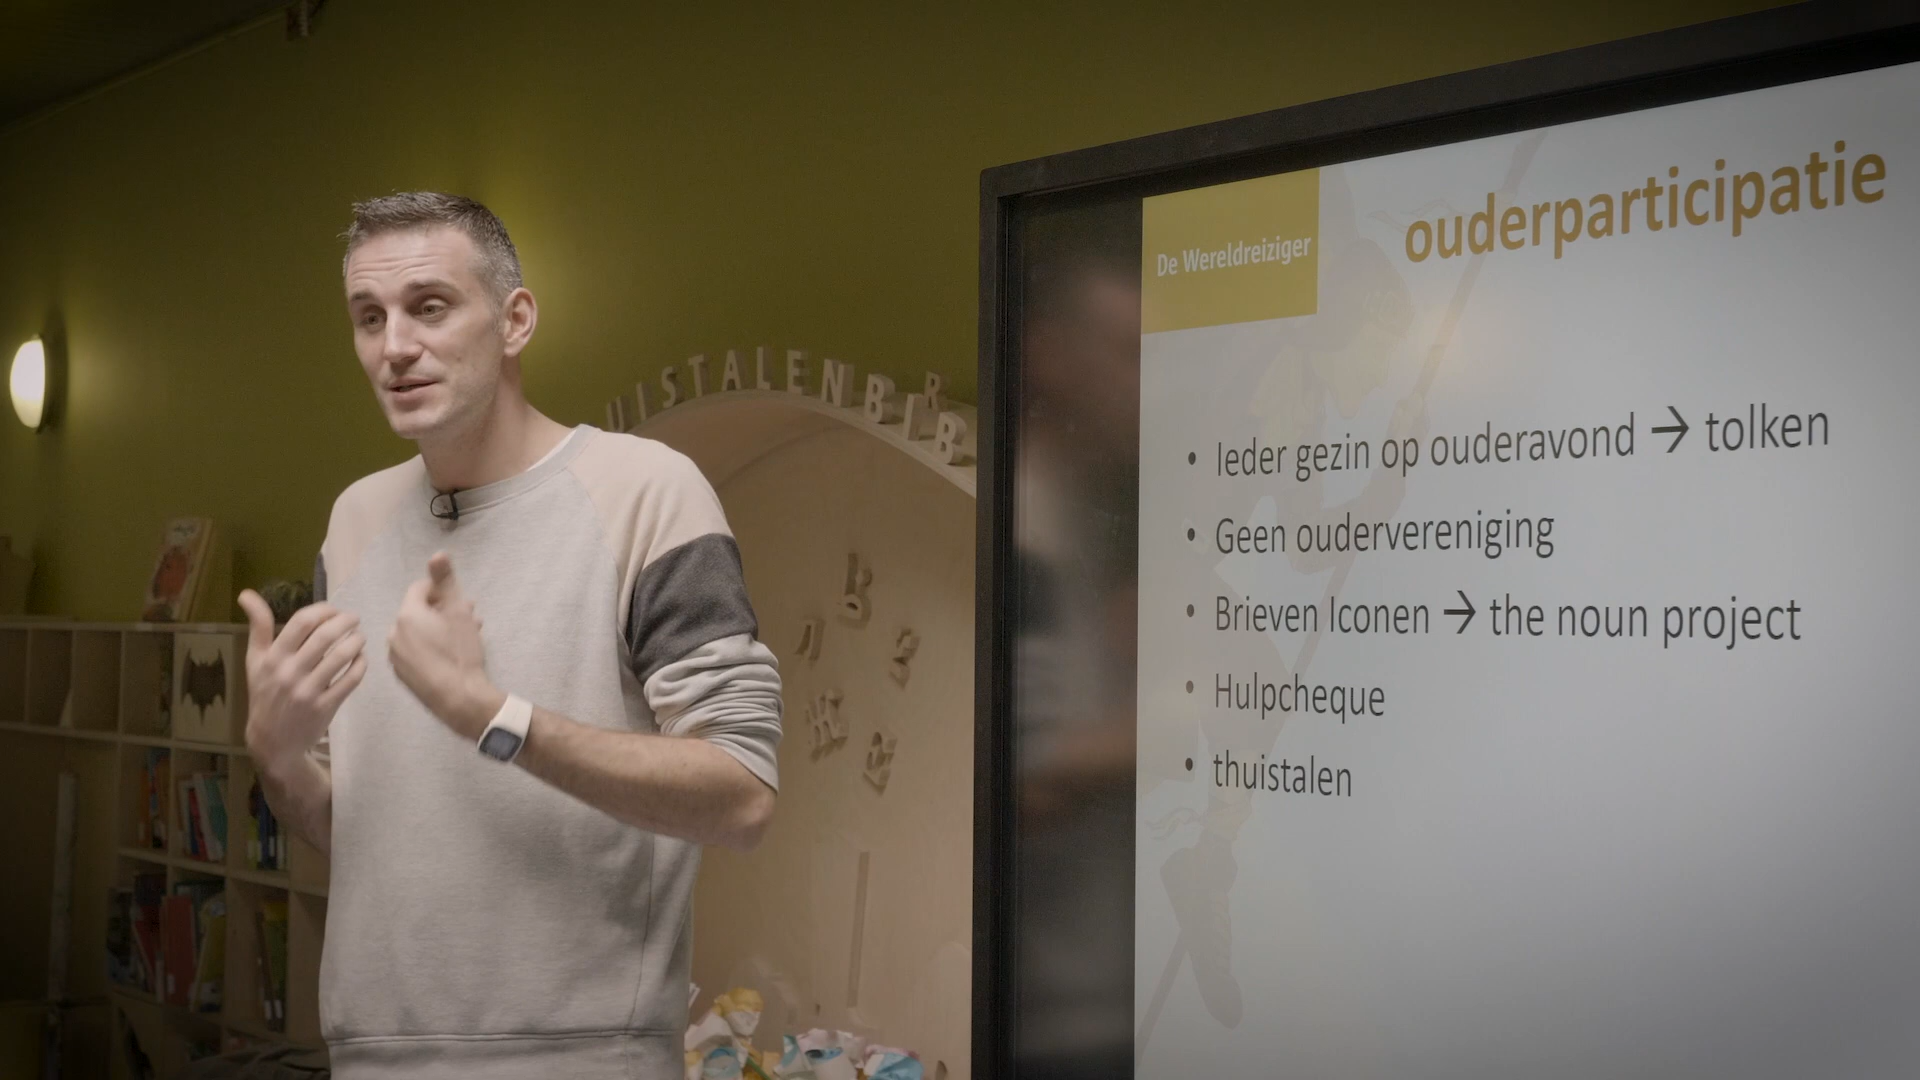 UISTALENBIB
De Wereldreiziger
ouderparticipatie
• Ieder gezin op ouderavond → tolken
• Geen oudervereniging
• Brieven Iconen → the noun project
• Hulpcheque
• thuistalen